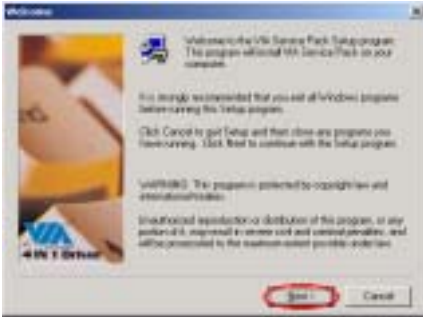 Welcome
Welcome to the VIA Service Pack Setup program.
This program will install VIA Service Pack on your
computer.
It is strongly recommended that you exit all Windows programs
before running this Setup program.
Click Cancel to quit Setup and then close any programs you
have running. Click Next to continue with the Setup program.
WARNING: This program is protected by copyright law and
international treaties.
Unauthorized reproduction or distribution of this program, or any
portion of it, may result in severe civil and criminal penalties, and
will be prosecuted to the maximum extent possible under law.
VIA
4 IN 1 Driver
Next >
Cancel